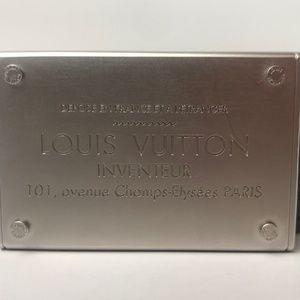 DEPOSE EN FRANCE ET A L'ETRANGER
LOUIS VUITTON
INVENTEUR
101, avenue Champs-Elysées PARIS